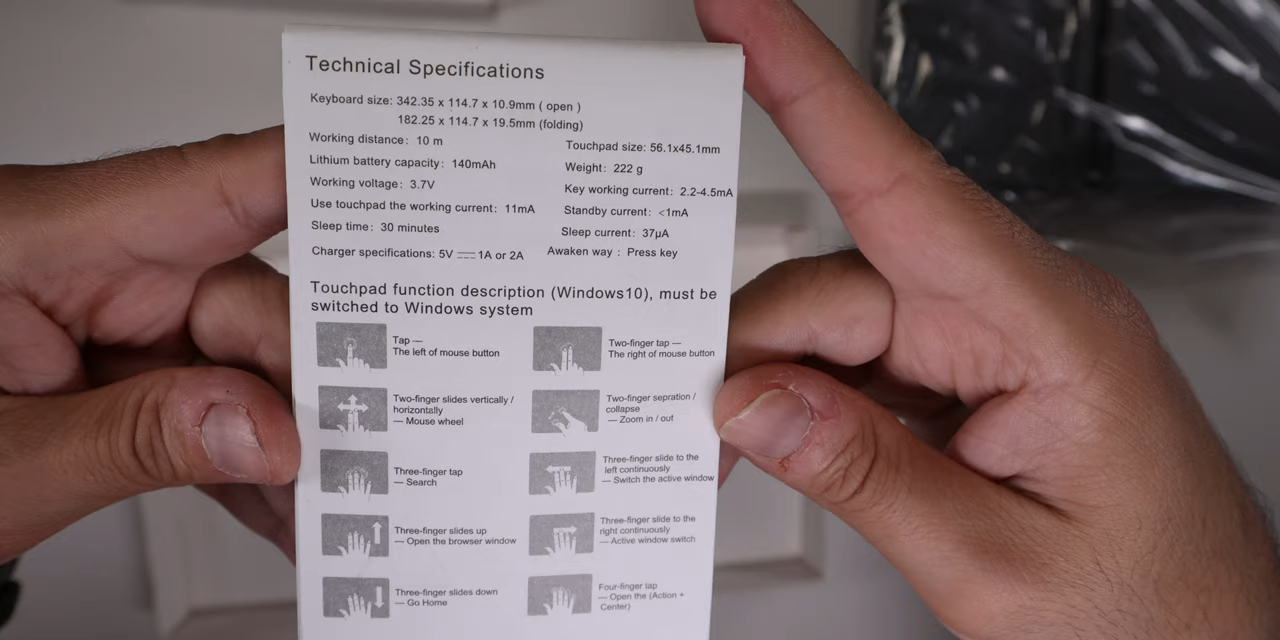 Technical Specifications
Keyboard size: 342.35 x 114.7 x 10.9mm ( open )
182.25 x 114.7 x 19.5mm (folding)
Working distance: 10 m
Touchpad size: 56.1x45.1mm
Lithium battery capacity: 140mAh
Weight: 222 g
Working voltage: 3.7V
Key working current: 2.2-4.5mA
Use touchpad the working current: 11mA
Standby current: <1mA
Sleep time: 30 minutes
Sleep current: 37μA
Charger specifications: 5V ⎓ 1A or 2A
Awaken way : Press key
Touchpad function description (Windows10), must be
switched to Windows system
Tap —
The left of mouse button
Two-finger tap —
The right of mouse button
Two-finger slides vertically /
horizontally
— Mouse wheel
Two-finger sepration /
collapse
— Zoom in / out
Three-finger tap
— Search
Three-finger slide to the
left continuously
— Switch the active window
Three-finger slides up
— Open the browser window
Three-finger slide to the
right continuously
— Active window switch
Three-finger slides down
— Go Home
Four-finger tap
— Open the (Action +
Center)